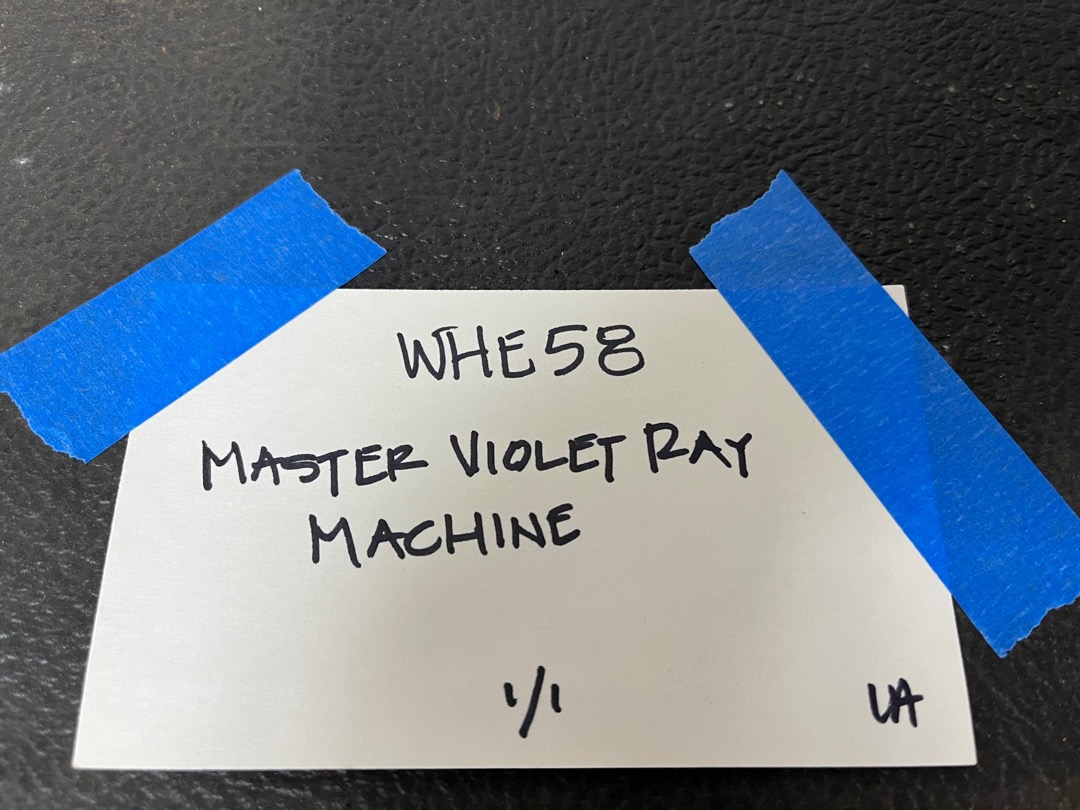 WHE58
MASTER VIOLET RAY
MACHINE
1/1
UA